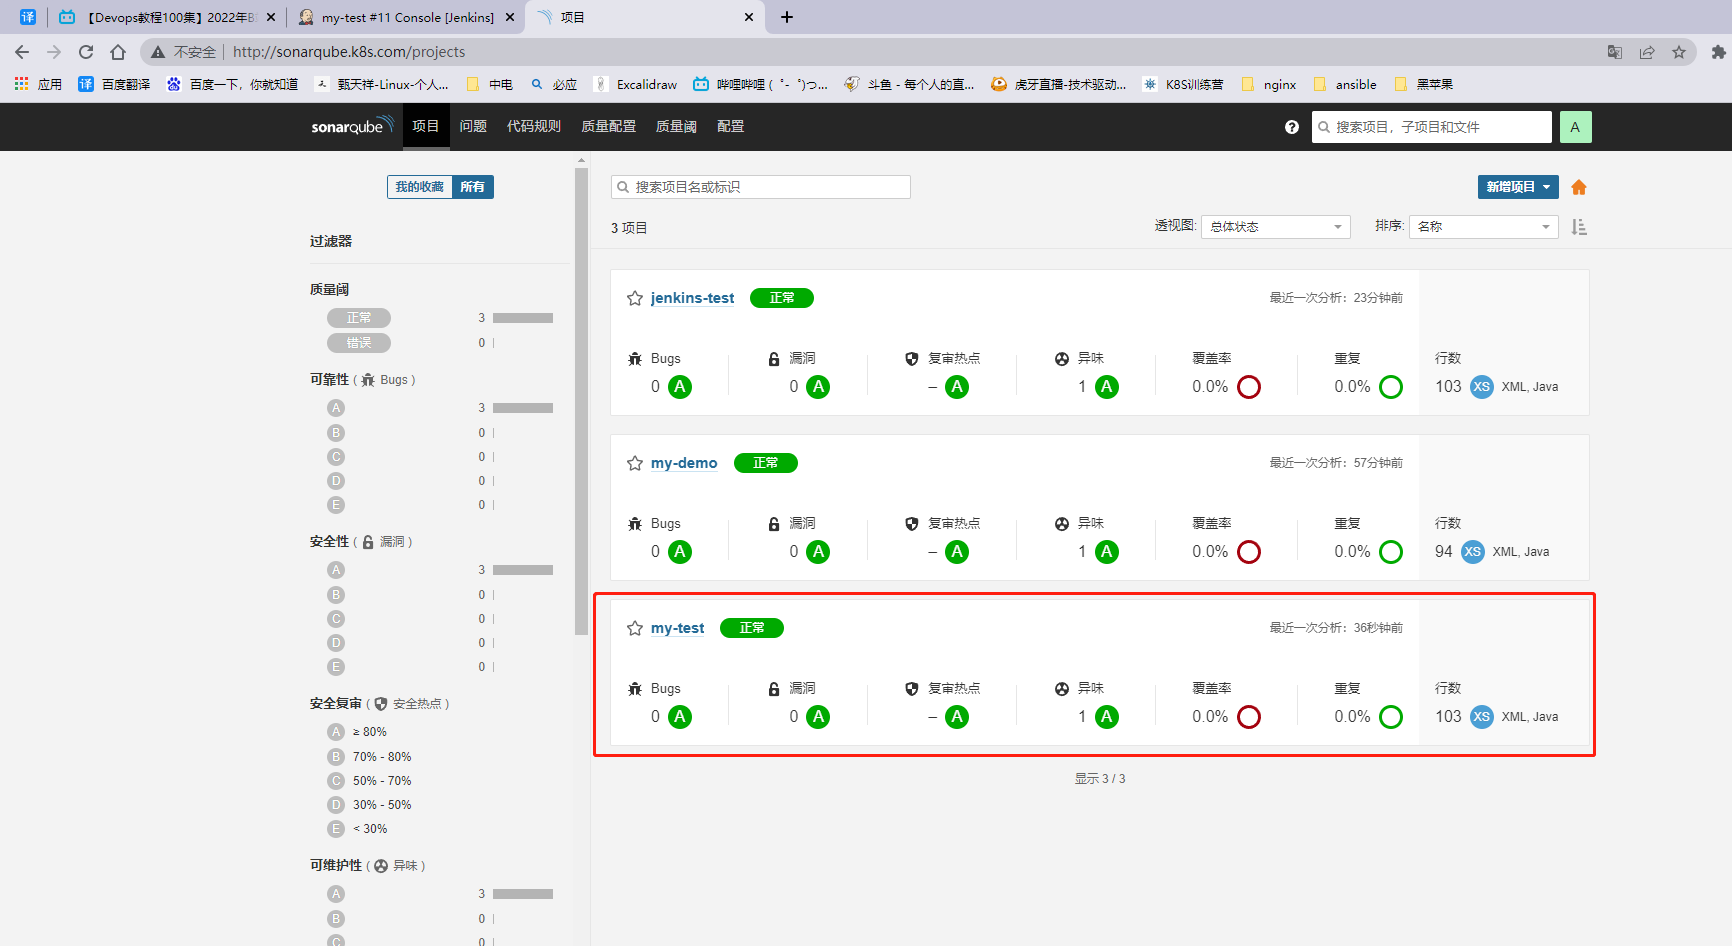 译
【Devops教程100集】2022年B
my-test #11 Console [Jenkins]
项目
不安全
http://sonarqube.k8s.com/projects
应用
译 百度翻译
百度一下，你就知道
甄天祥-Linux-个人...
中电
必应
Excalidraw
哔哩哔哩 (゜-゜)つ...
斗鱼 - 每个人的直...
虎牙直播-技术驱动...
K8S训练营
nginx
ansible
黑苹果
sonarqube 项目 问题 代码规则 质量配置 质量阈 配置
? 搜索项目，子项目和文件 A
我的收藏 所有
过滤器
质量阈
正常 3
错误 0
可靠性 ( Bugs )
A 3
B 0
C 0
D 0
E 0
安全性 ( 漏洞 )
A 3
B 0
C 0
D 0
E 0
安全复审 ( 安全热点 )
A ≥ 80%
B 70% - 80%
C 50% - 70%
D 30% - 50%
E < 30%
可维护性 ( 异味 )
A 3
B 0
C 0
搜索项目名或标识
新增项目
3 项目
透视图: 总体状态
排序: 名称
jenkins-test 正常
最近一次分析：23分钟前
Bugs 漏洞 复审热点 异味 覆盖率 重复 行数
0 A 0 A – A 1 A 0.0% 0.0% 103 XS XML, Java
my-demo 正常
最近一次分析：57分钟前
Bugs 漏洞 复审热点 异味 覆盖率 重复 行数
0 A 0 A – A 1 A 0.0% 0.0% 94 XS XML, Java
my-test 正常
最近一次分析：36秒钟前
Bugs 漏洞 复审热点 异味 覆盖率 重复 行数
0 A 0 A – A 1 A 0.0% 0.0% 103 XS XML, Java
显示 3 / 3